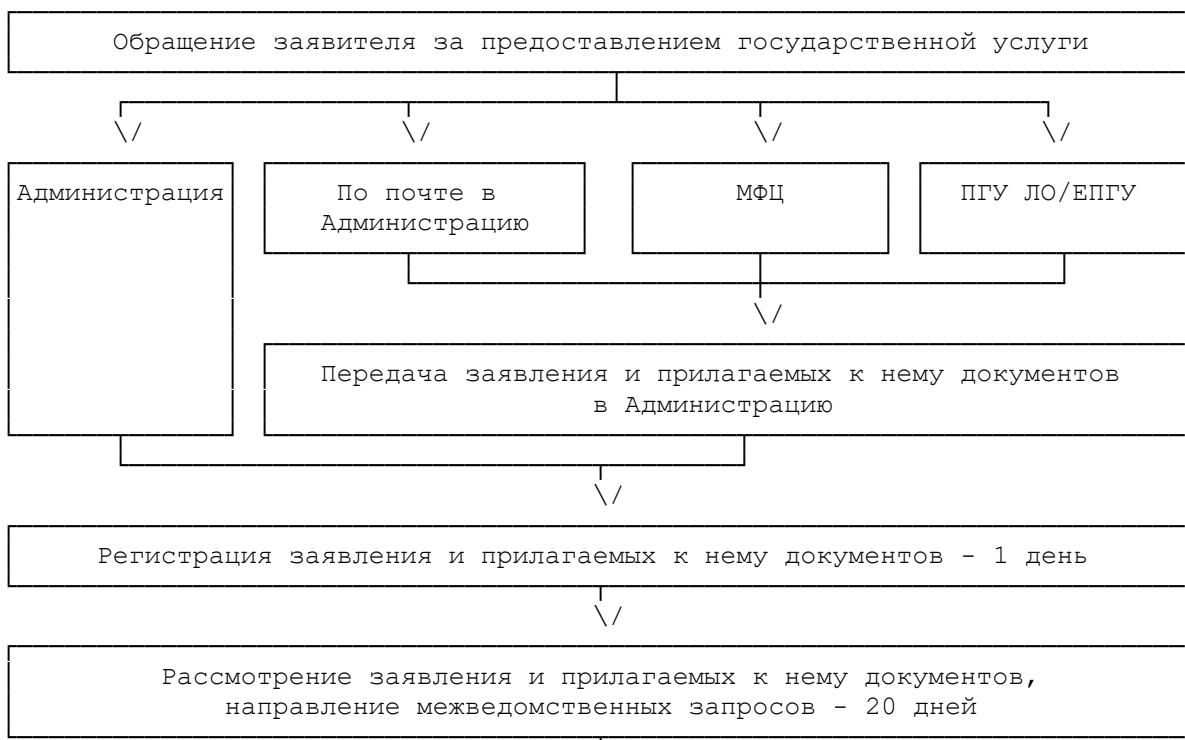 Обращение заявителя за предоставлением государственной услуги
Администрация
По почте в
Администрацию
МФЦ
ПГУ ЛО/ЕПГУ
Передача заявления и прилагаемых к нему документов
в Администрацию
Регистрация заявления и прилагаемых к нему документов - 1 день
Рассмотрение заявления и прилагаемых к нему документов,
направление межведомственных запросов - 20 дней